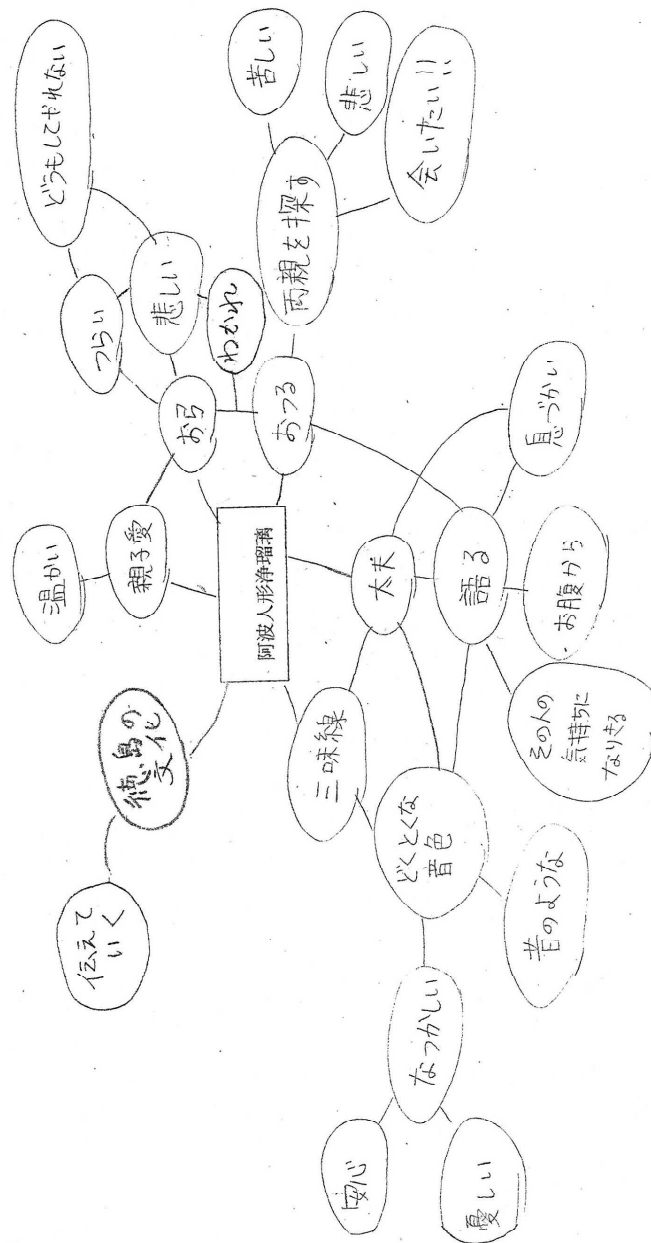 伝えて
いく
徳島の
文化
温かい
親子愛
つらい
どうもしてやれない
悲しい
お弓
わかれ
おつる
両親を探す
苦しい
悲しい
会いたい!!
阿波人形浄瑠璃
三味線
太夫
語る
息づかい
お腹から
その人の
気持ちに
なりきる
どくとくな
音色
昔のような
なつかしい
安心
優しい